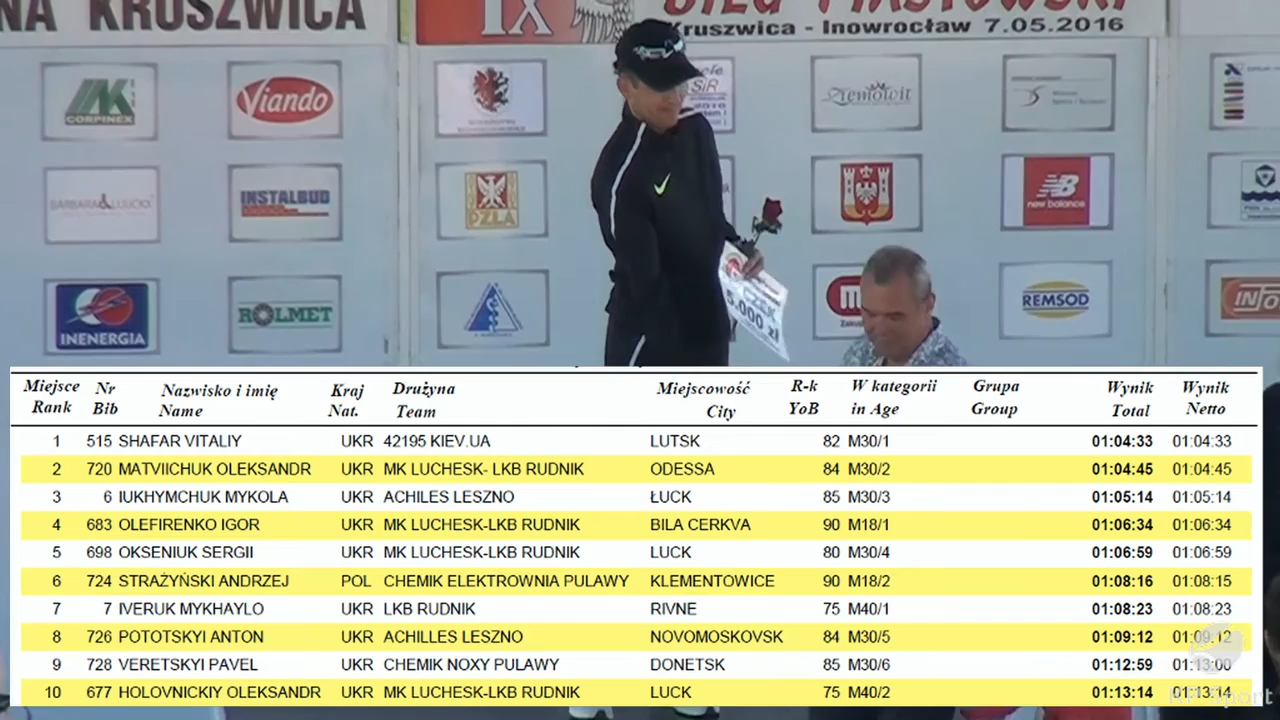 NA KRUSZWICA
IX
BIEG PIASTOWSKI
Kruszwica - Inowrocław 7.05.2016
CORPINEX
Viando
Ziemowit
INSTALBUD
DZLA
new balance
INENERGIA
ROLMET
REMSOD
5.000 zł
Miejsce Nr Nazwisko i imię Kraj Drużyna Miejscowość R-k W kategorii Grupa Wynik Wynik
Rank Bib Name Nat. Team City YoB in Age Group Total Netto
1 515 SHAFAR VITALIY UKR 42195 KIEV.UA LUTSK 82 M30/1 01:04:33 01:04:33
2 720 MATVIICHUK OLEKSANDR UKR MK LUCHESK- LKB RUDNIK ODESSA 84 M30/2 01:04:45 01:04:45
3 6 IUKHYMCHUK MYKOLA UKR ACHILES LESZNO ŁUCK 85 M30/3 01:05:14 01:05:14
4 683 OLEFIRENKO IGOR UKR MK LUCHESK-LKB RUDNIK BILA CERKVA 90 M18/1 01:06:34 01:06:34
5 698 OKSENIUK SERGII UKR MK LUCHESK-LKB RUDNIK LUCK 80 M30/4 01:06:59 01:06:59
6 724 STRAŻYŃSKI ANDRZEJ POL CHEMIK ELEKTROWNIA PULAWY KLEMENTOWICE 90 M18/2 01:08:16 01:08:15
7 7 IVERUK MYKHAYLO UKR LKB RUDNIK RIVNE 75 M40/1 01:08:23 01:08:23
8 726 POTOTSKYI ANTON UKR ACHILLES LESZNO NOVOMOSKOVSK 84 M30/5 01:09:12 01:09:12
9 728 VERETSKYI PAVEL UKR CHEMIK NOXY PULAWY DONETSK 85 M30/6 01:12:59 01:13:00
10 677 HOLOVNICKIY OLEKSANDR UKR MK LUCHESK-LKB RUDNIK LUCK 75 M40/2 01:13:14 01:13:14